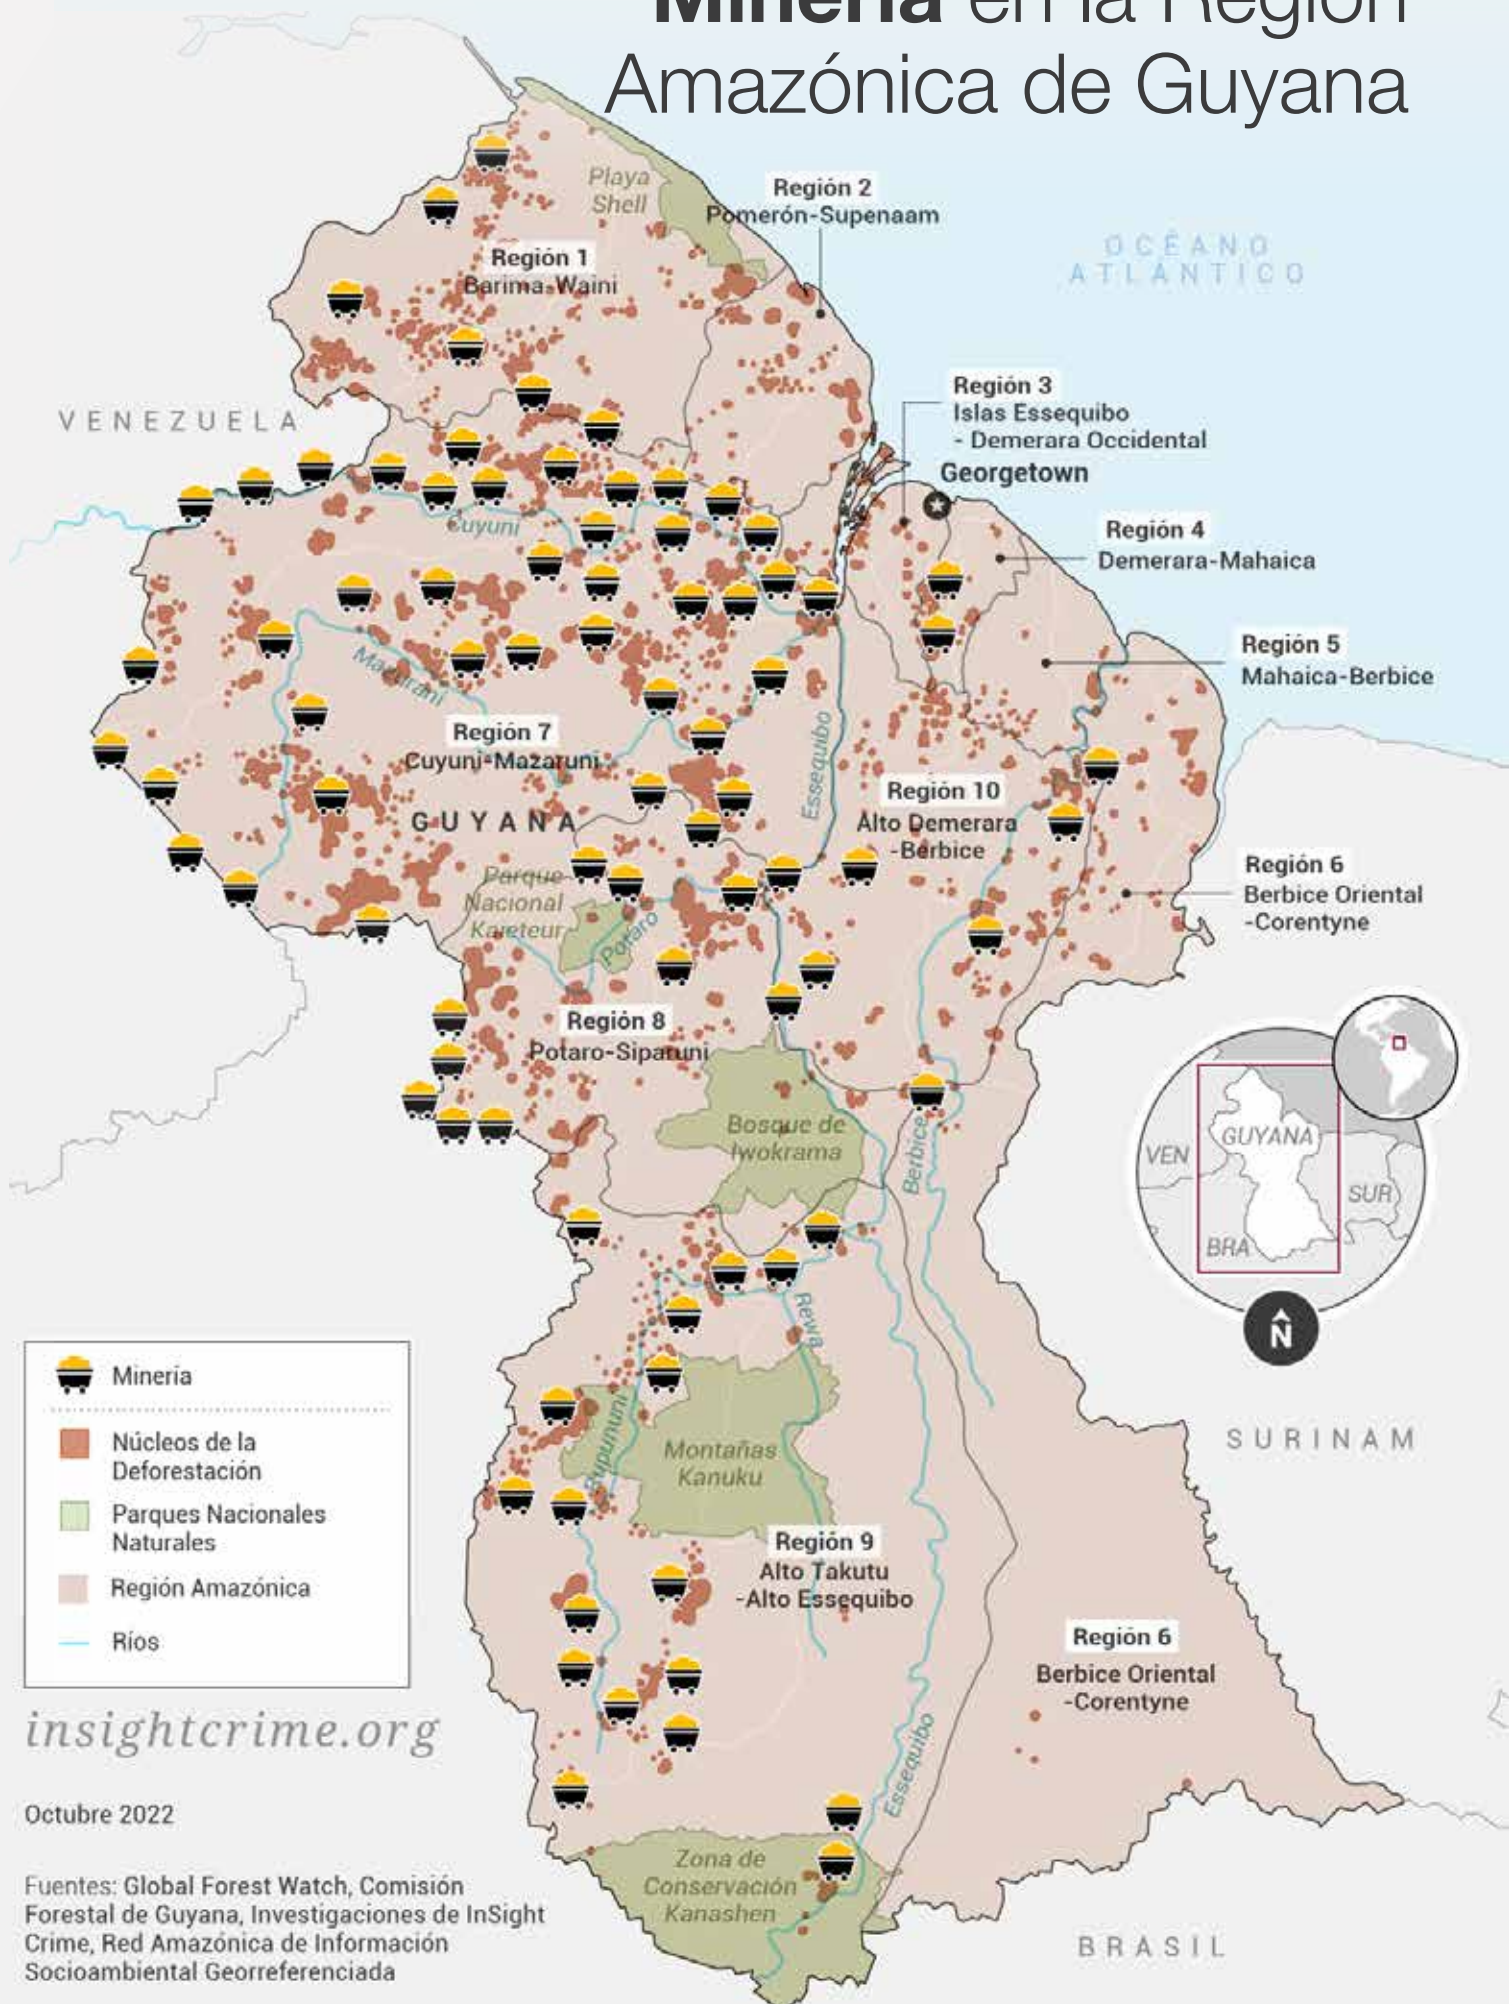 Minería en la Región
Amazónica de Guyana
Playa
Shell
Región 2
Pomerón-Supenaam
OCÉANO
ATLÁNTICO
Región 1
Barima-Waini
VENEZUELA
Región 3
Islas Essequibo
- Demerara Occidental
Georgetown
Región 4
Demerara-Mahaica
Cuyuni
Región 5
Mahaica-Berbice
Mazaruni
Región 7
Cuyuni-Mazaruni
GUYANA
Essequibo
Región 10
Alto Demerara
-Berbice
Región 6
Berbice Oriental
-Corentyne
Parque
Nacional
Kaieteur
Potaro
Región 8
Potaro-Siparuni
Bosque de
Iwokrama
Berbice
GUYANA
VEN
SUR
BRA
N
Rewa
Rupununi
Montañas
Kanuku
SURINAM
Región 9
Alto Takutu
-Alto Essequibo
Región 6
Berbice Oriental
-Corentyne
Essequibo
Zona de
Conservación
Kanashen
BRASIL
Minería
Núcleos de la
Deforestación
Parques Nacionales
Naturales
Región Amazónica
Ríos
insightcrime.org
Octubre 2022
Fuentes: Global Forest Watch, Comisión
Forestal de Guyana, Investigaciones de InSight
Crime, Red Amazónica de Información
Socioambiental Georreferenciada